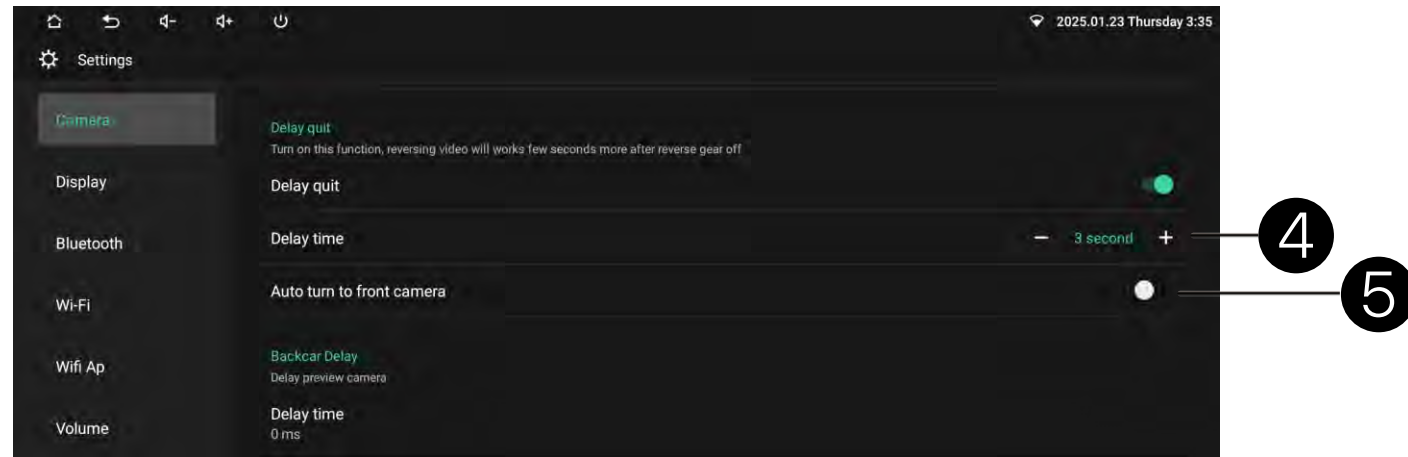 2025.01.23 Thursday 3:35
Settings
Camera
Delay quit
Turn on this function, reversing video will works few seconds more after reverse gear off
Display
Delay quit
Bluetooth
Delay time
− 3 second +
4
Wi-Fi
Auto turn to front camera
5
Wifi Ap
Backcar Delay
Delay preview camera
Volume
Delay time
0 ms